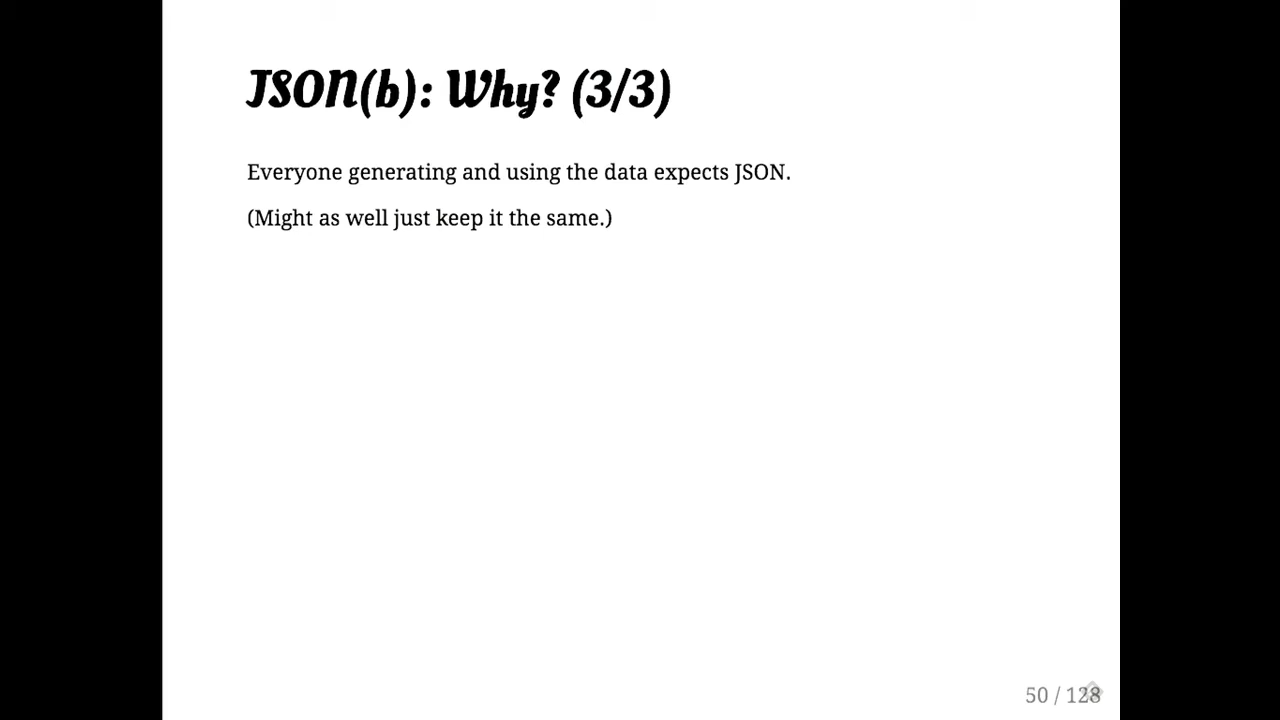 JSON(b): Why? (3/3)
Everyone generating and using the data expects JSON.
(Might as well just keep it the same.)
50 / 128